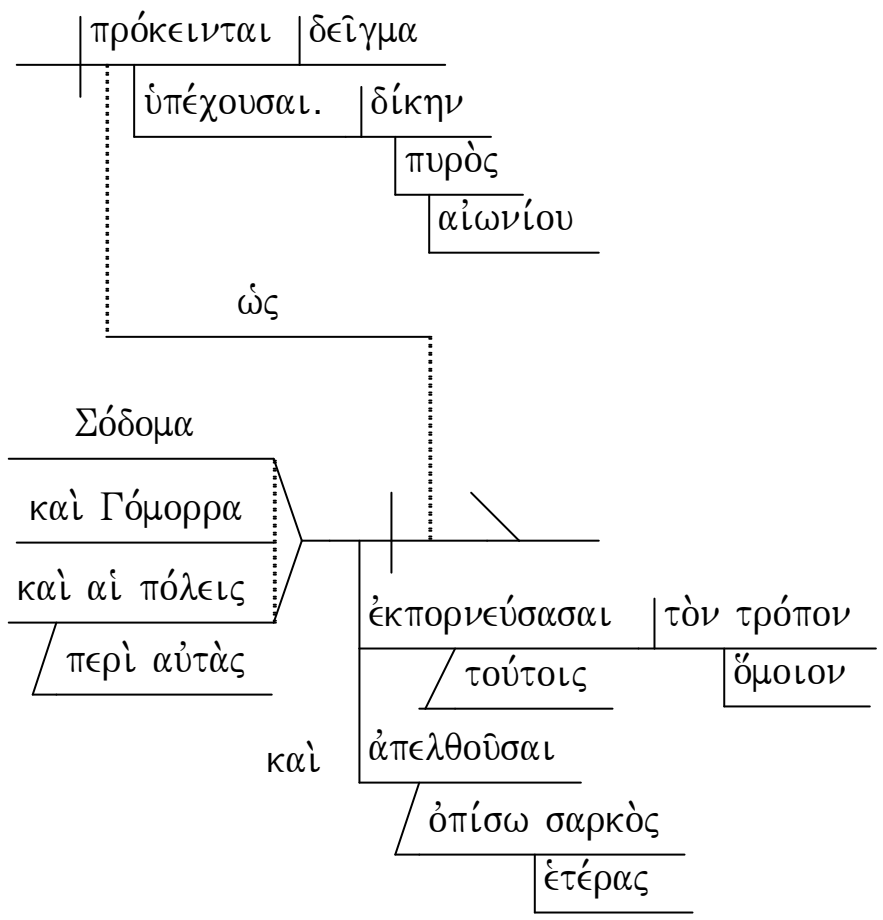 πρόκεινται δεῖγμα
ὑπέχουσαι. δίκην
πυρὸς
αἰωνίου
ὡς
Σόδομα
καὶ Γόμορρα
καὶ αἱ πόλεις
ἐκπορνεύσασαι τὸν τρόπον
περὶ αὐτὰς τούτοις ὅμοιον
καὶ ἀπελθοῦσαι
ὀπίσω σαρκὸς
ἑτέρας